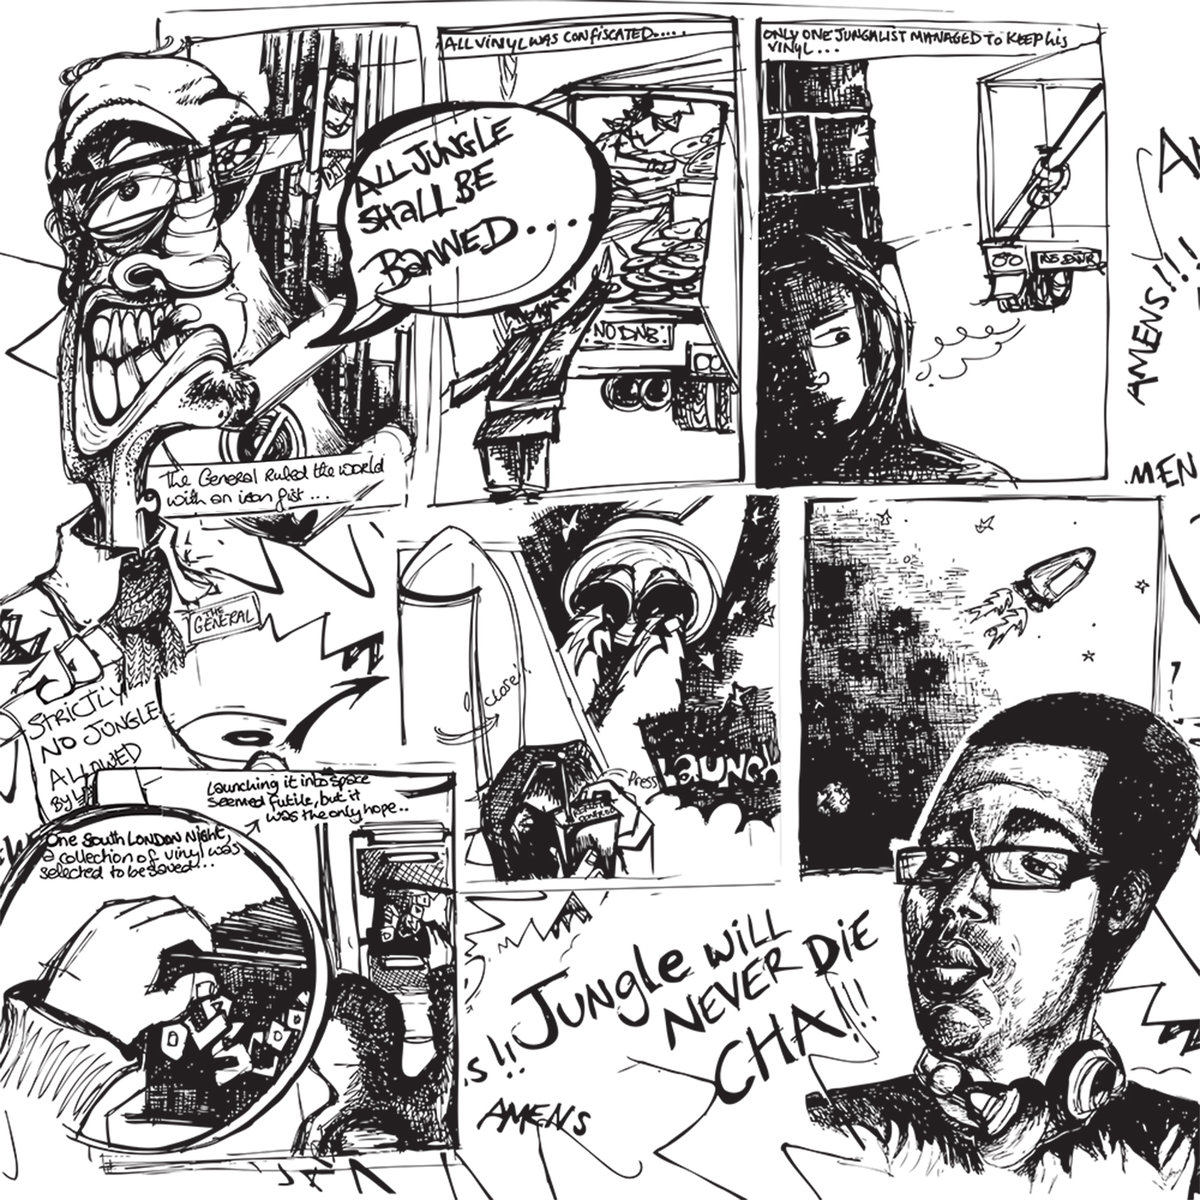 ALL VINYL WAS CONFISCATED.....
ONLY ONE JUNGALIST MANAGED TO KEEP his
VINYL...
ALL JUNGLE
SHALL BE
BANNED...
NO DNB!
NO DNB
AMENS!!!
MEN
The General Ruled the world
with an iron fist...
THE
GENERAL
STRICTLY
NO JUNGLE
ALLOWED
CLOSE!!
Press
LAUNCH
Launching it into space
seemed futile, but it
was the only hope..
One South London Night,
a collection of vinyl was
selected to be saved...
JUNGLE WILL
NEVER DIE
CHA!!!
S!!
AMENS